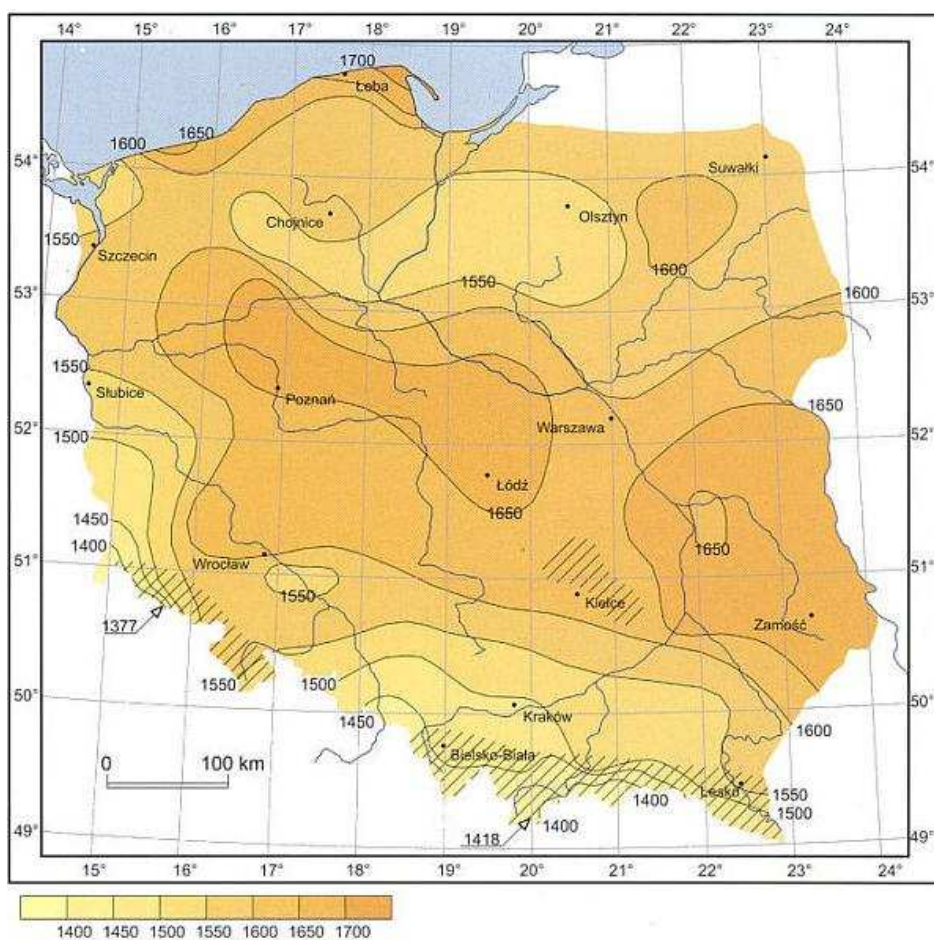 14° 15° 16° 17° 18° 19° 20° 21° 22° 23° 24°
1700
Łeba
1650
1600
54° 54°
Suwałki
Chojnice
Olsztyn
1550
Szczecin
1600
1550
53° 53°
1600
1550
Słubice
Poznań
1650
Warszawa
52° 52°
1500
Łódź
1650
1450
1650
1400
51° 51°
Wrocław
1550
Kielce
1377
Zamość
1550
1500
50° 50°
1450
Kraków
1600
Bielsko-Biała
0 100 km
Lesko
1550
1400
1500
49° 49°
1418
1400
15° 16° 17° 18° 19° 20° 21° 22° 23°
1400 1450 1500 1550 1600 1650 1700